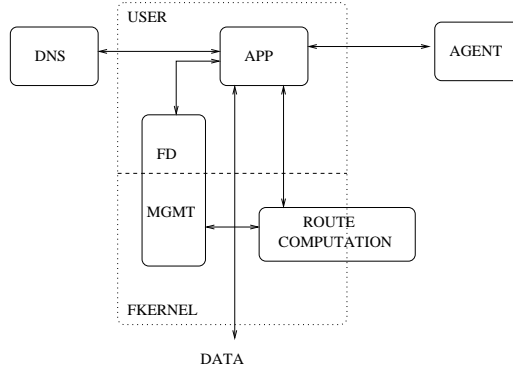 USER
DNS
APP
AGENT
FD
MGMT
ROUTE
COMPUTATION
FKERNEL
DATA